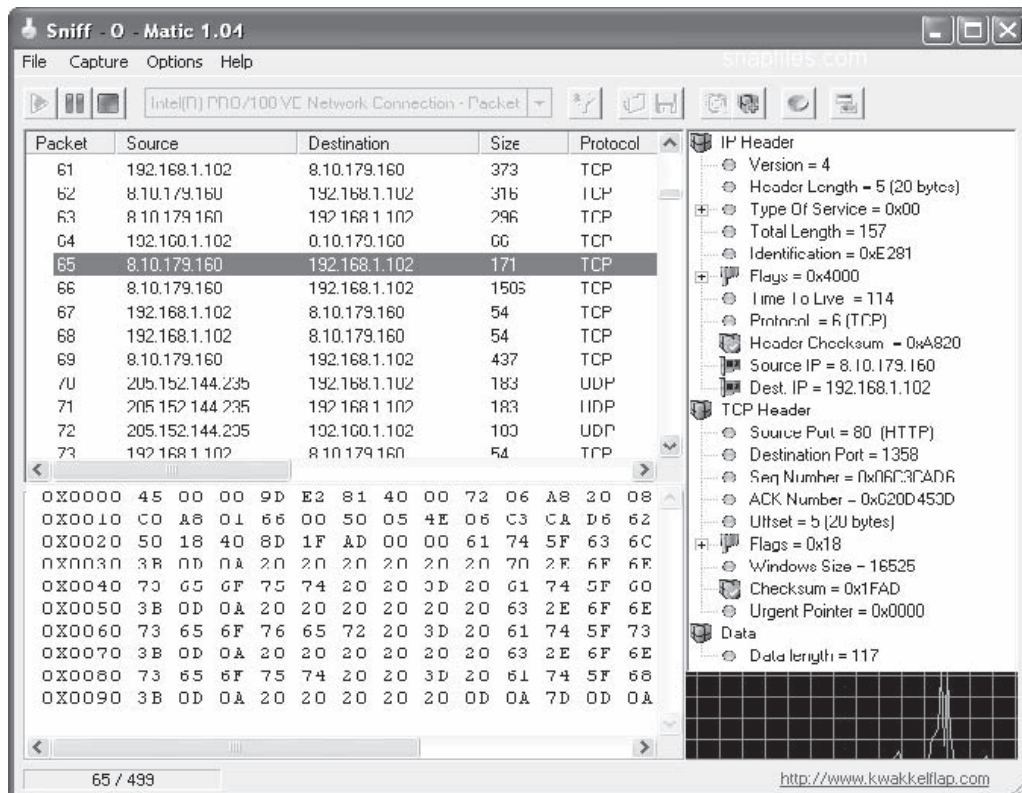 Sniff - O - Matic 1.04
File Capture Options Help
snapfiles.com
Intel(R) PRO/100 VE Network Connection - Packet
Packet Source Destination Size Protocol
61 192.168.1.102 8.10.179.160 373 TCP
62 8.10.179.160 192.168.1.102 316 TCP
63 8.10.179.160 192.168.1.102 296 TCP
64 192.168.1.102 8.10.179.160 66 TCP
65 8.10.179.160 192.168.1.102 171 TCP
66 8.10.179.160 192.168.1.102 1506 TCP
67 192.168.1.102 8.10.179.160 54 TCP
68 192.168.1.102 8.10.179.160 54 TCP
69 8.10.179.160 192.168.1.102 437 TCP
70 205.152.144.235 192.168.1.102 183 UDP
71 205.152.144.235 192.168.1.102 183 UDP
72 205.152.144.235 192.168.1.102 UDP
73 192.168.1.102 8.10.179.160 54 TCP
0X0000 45 00 00 9D E2 81 40 00 72 06 A8 20 08
0X0010 C0 A8 01 66 00 50 05 4E 06 C3 CA D6 62
0X0020 50 18 40 8D 1F AD 00 00 61 74 5F 63 6C
0X0030 3B 0D 0A 20 20 20 20 20 20 2E 6F 6E
0X0040 73 65 6F 75 74 20 20 3D 20 61 74 5F
0X0050 3B 0D 0A 20 20 20 20 20 20 63 2E 6F 6E
0X0060 73 65 6F 76 65 72 20 3D 20 61 74 5F 73
0X0070 3B 0D 0A 20 20 20 20 20 20 63 2E 6F 6E
0X0080 73 65 6F 75 74 20 20 3D 20 61 74 5F 68
0X0090 3B 0D 0A 20 20 20 20 20 0D 0A 7D 0D 0A
IP Header
Version = 4
Header Length = 5 (20 bytes)
Type Of Service = 0x00
Total Length = 157
Identification = 0xE281
Flags = 0x4000
Time To Live = 114
Protocol = 6 (TCP)
Header Checksum = 0xA820
Source IP = 8.10.179.160
Dest. IP = 192.168.1.102
TCP Header
Source Port = 80 (HTTP)
Destination Port = 1358
Seq Number = 0x06C3CAD6
ACK Number =
Offset = 5 (20 bytes)
Flags = 0x18
Windows Size = 16525
Checksum = 0x1FAD
Urgent Pointer = 0x0000
Data
Data length = 117
65 / 499
http://www.kwakkelflap.com